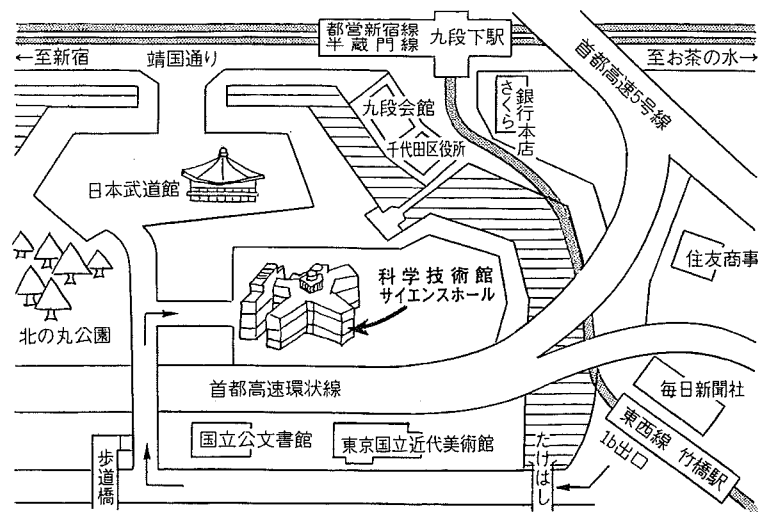 都営新宿線
半蔵門線
九段下駅
←至新宿
靖国通り
至お茶の水→
首都高速5号線
九段会館
さくら
銀行本店
千代田区役所
日本武道館
住友商事
科学技術館
サイエンスホール
北の丸公園
首都高速環状線
毎日新聞社
国立公文書館
東京国立近代美術館
東西線 竹橋駅
1b出口
たけばし
歩道橋